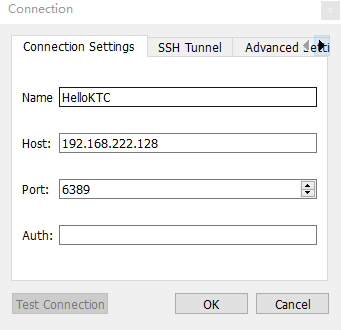 Connection
x
Connection Settings
SSH Tunnel
Advanced
Name
HelloKTC
Host:
192.168.222.128
Port:
6389
Auth:
Test Connection
OK
Cancel